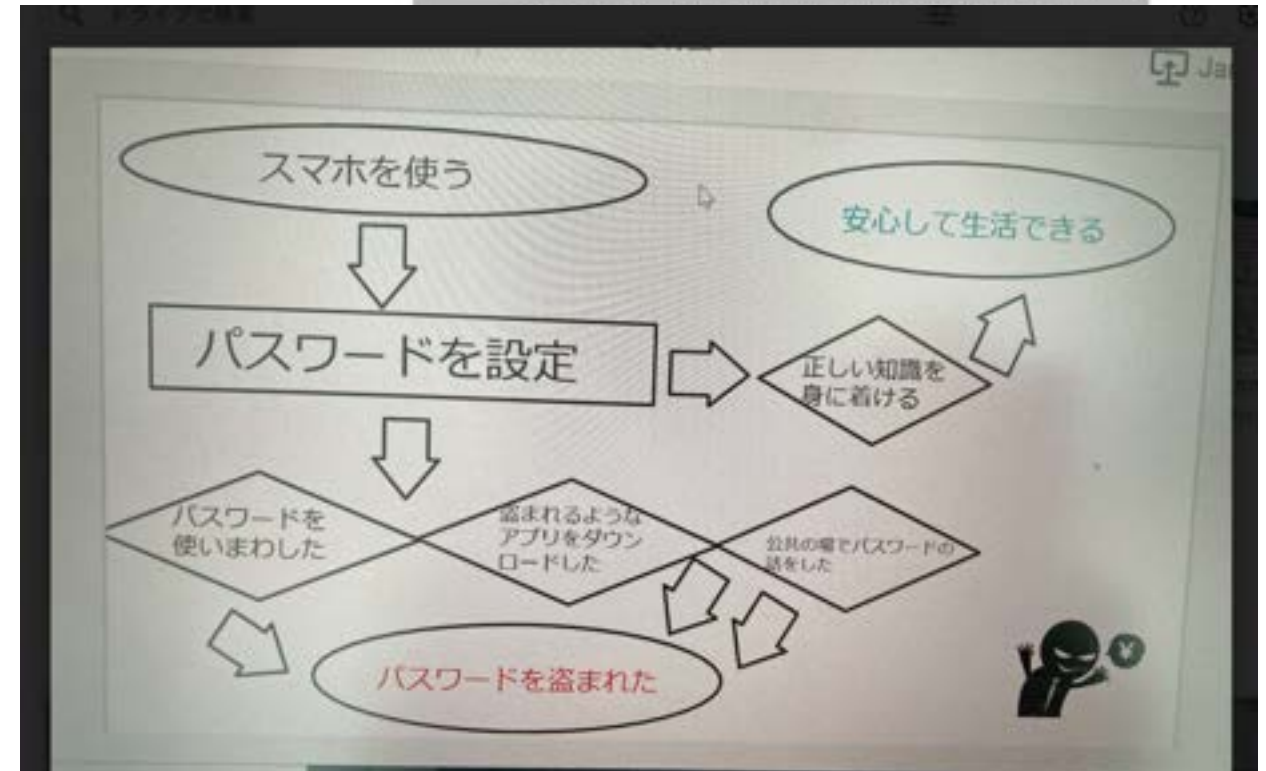 スマホを使う
安心して生活できる
パスワードを設定
正しい知識を
身に着ける
パスワードを
使いまわした
盗まれるような
アプリをダウン
ロードした
公共の場でパスワードの
話をした
パスワードを盗まれた
¥